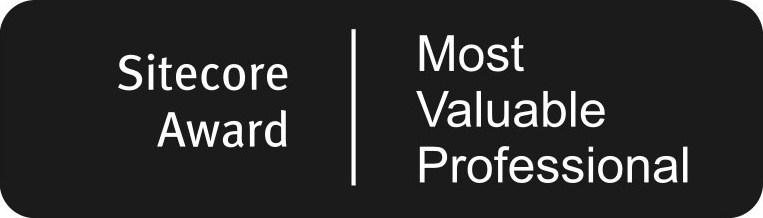 Sitecore
Award
Most
Valuable
Professional